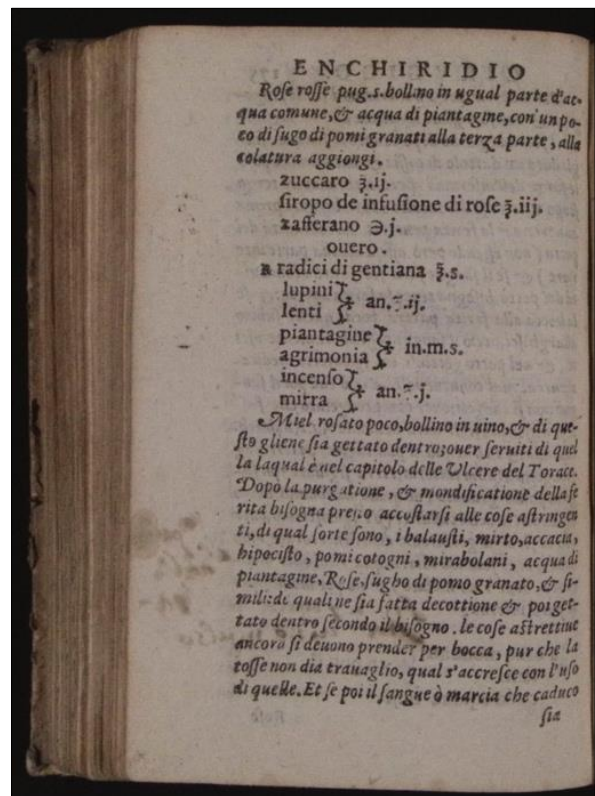 ENCHIRIDIO
Rose rosse pug.s.bollino in ugual parte d'ac
qua comune,& acqua di piantagine,con un po-
co di sugo di pomi granati alla terza parte, alla
colatura aggiongi.
zuccaro ℥.ij.
siropo de infusione di rose ℥.iij.
zafferano ℈.j.
ouero.
℞ radici di gentiana ℥.s.
lupini
lenti an.ʒ.ij.
piantagine
agrimonia in.m.s.
incenso
mirra an.ʒ.j.
Miel rosato poco,bollino in uino,& di que-
sto gliene sia gettato dentro;ouer seruiti di quel
la laqual è nel capitolo delle Vlcere del Torace.
Dopo la purgatione, & mondificatione della fe
rita bisogna presto accostarsi alle cose astringen
ti,di qual sorte sono, i balausti, mirto,accacia,
hipocisto, pomi cotogni, mirabolani, acqua di
piantagine,Rose,sugho di pomo granato,& si-
mili:de quali ne sia fatta decottione & poi get-
tato dentro secondo il bisogno. le cose astrettiue
ancora si deuono prender per bocca, pur che la
tosse non dia trauaglio, qual s'accresce con l'uso
di quelle. Et se poi il sangue ò marcia che caduco
sia